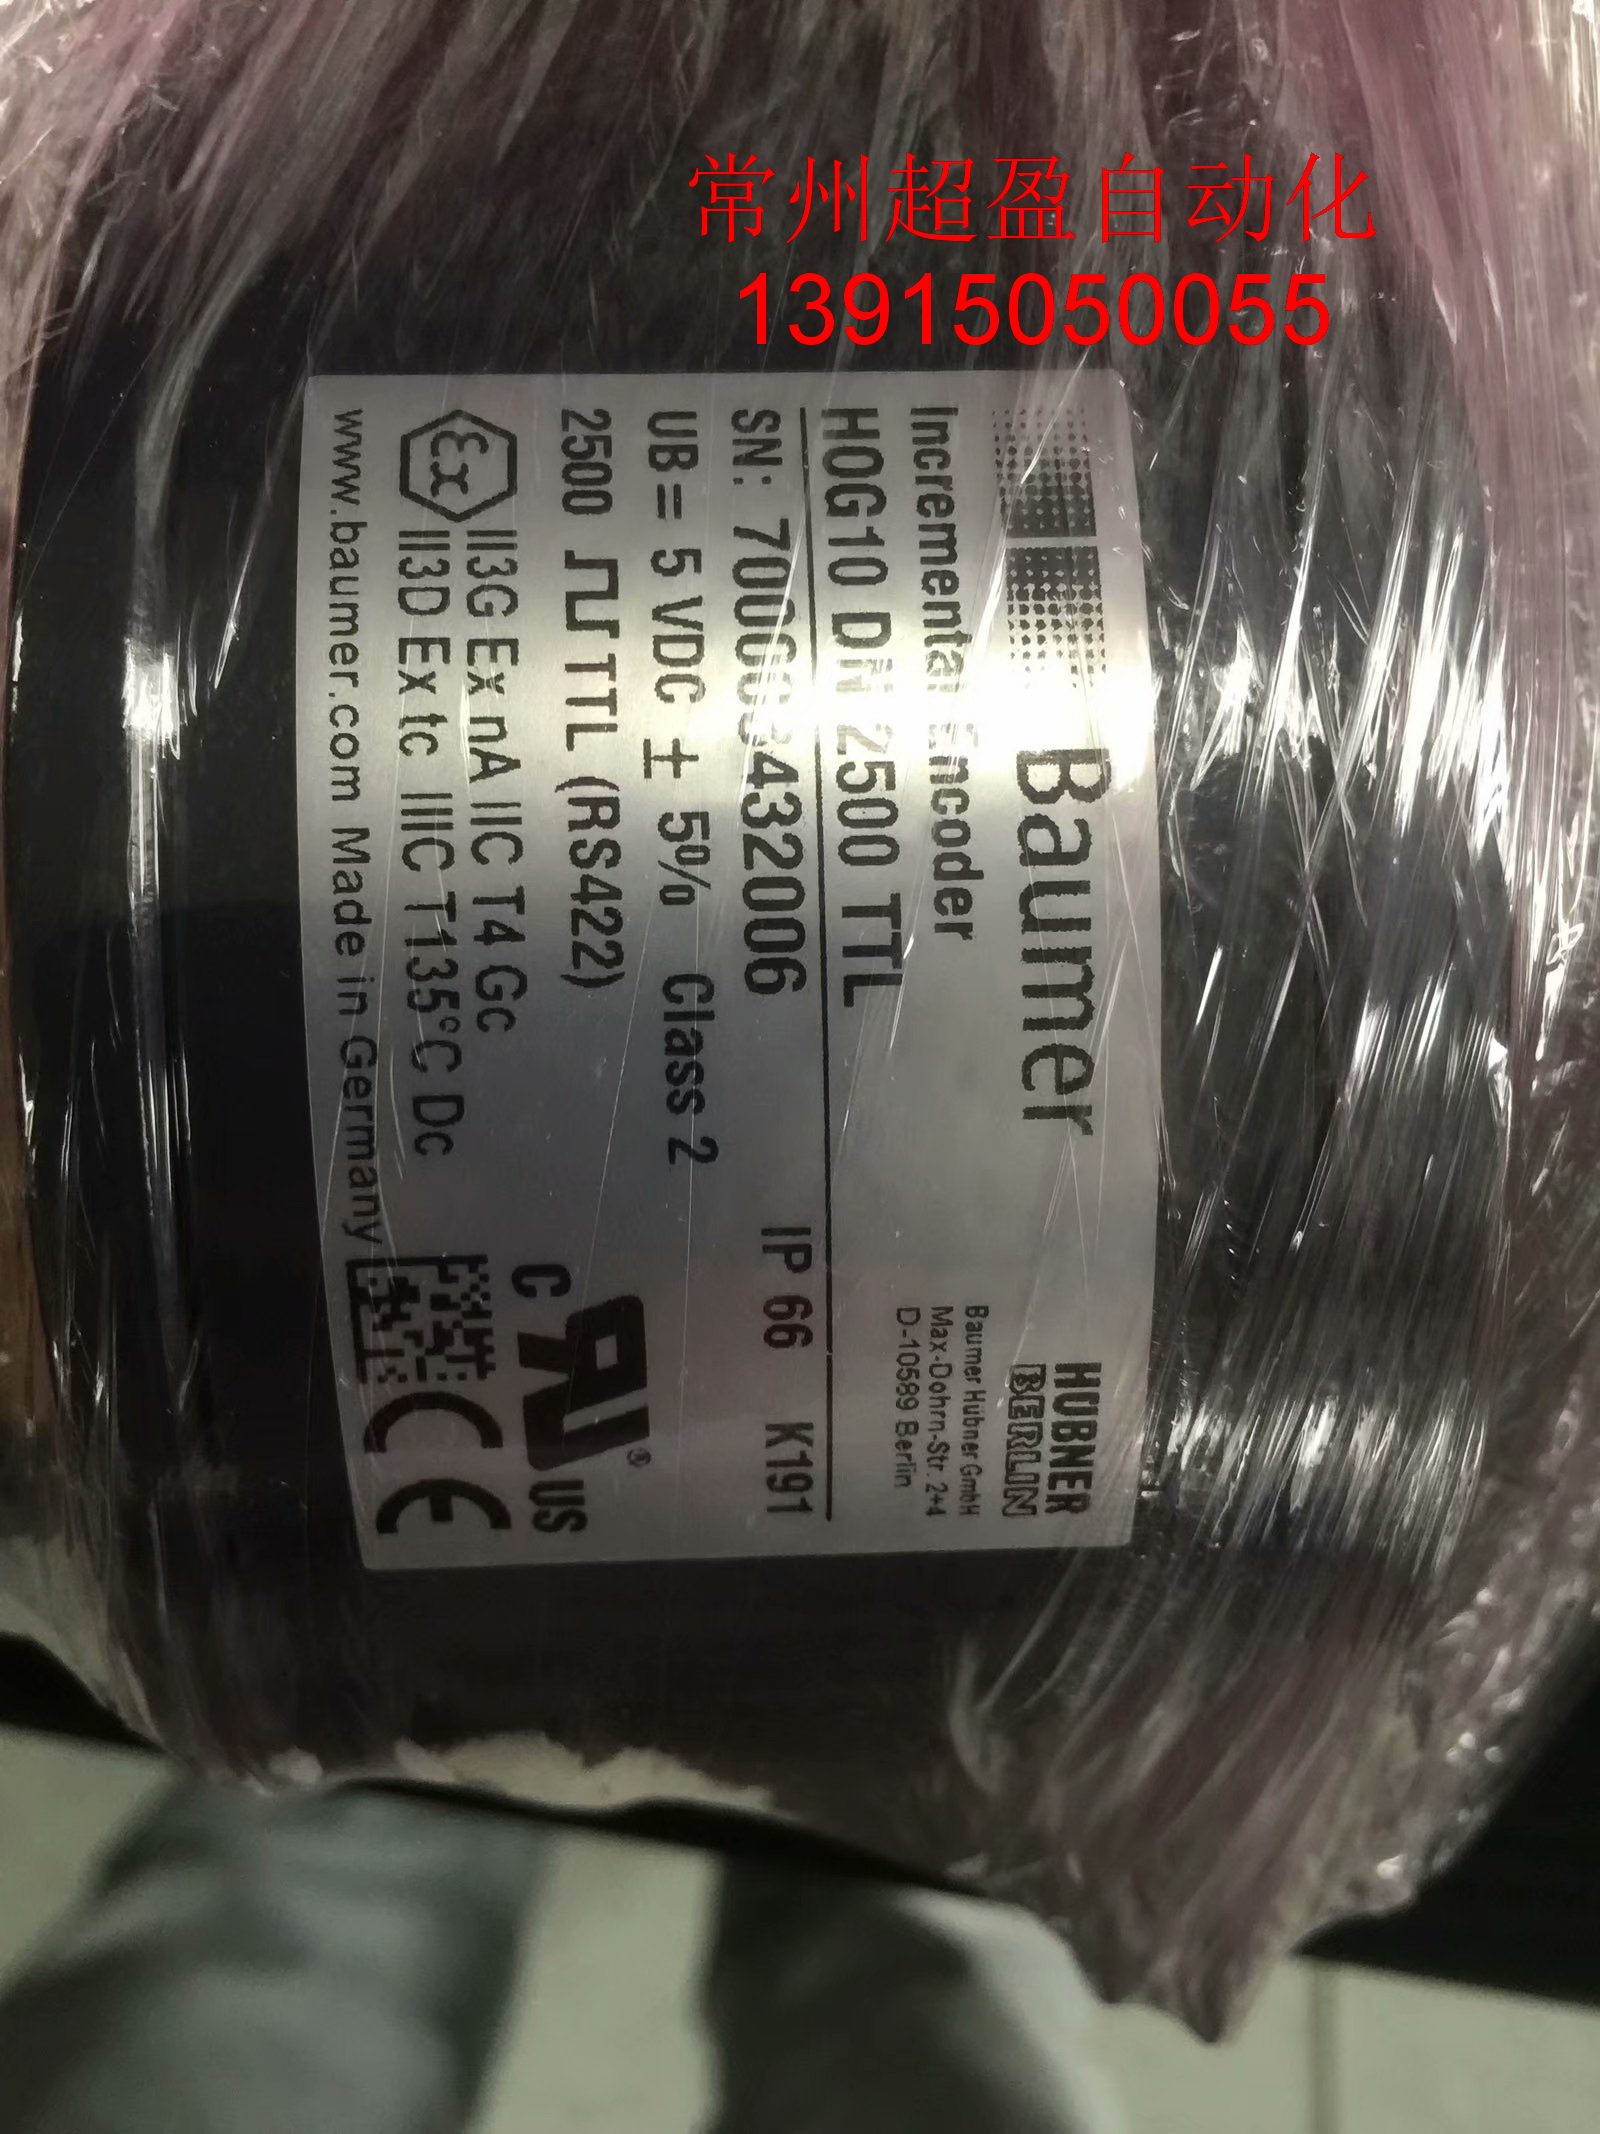 常州超盈自动化
13915050055
Baumer
HÜBNER
BERLIN
Baumer Hübner GmbH
Max-Dohrn-Str. 2+4
D-10589 Berlin
Incremental Encoder
HOG10 DN 2500 TTL
SN: 432006
IP 66 K191
UB = 5 VDC ± 5% Class 2
2500 TTL (RS422)
C US ®
Ex II3G Ex nA IIC T4 Gc
II3D Ex tc IIIC T135°C Dc
CE
www.baumer.com Made in Germany